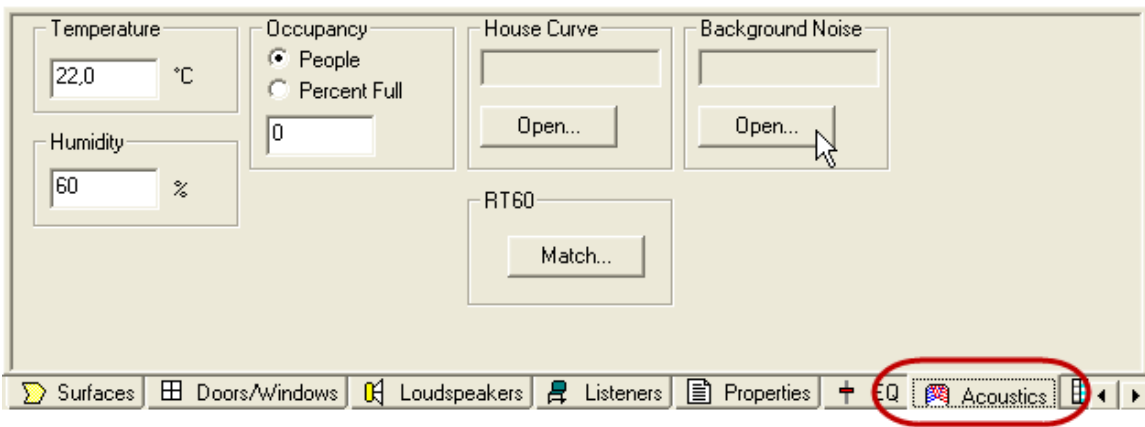 Temperature
22,0 °C
Humidity
60 %
Occupancy
People
Percent Full
0
House Curve
Open...
Background Noise
Open...
RT60
Match...
Surfaces Doors/Windows Loudspeakers Listeners Properties EQ Acoustics